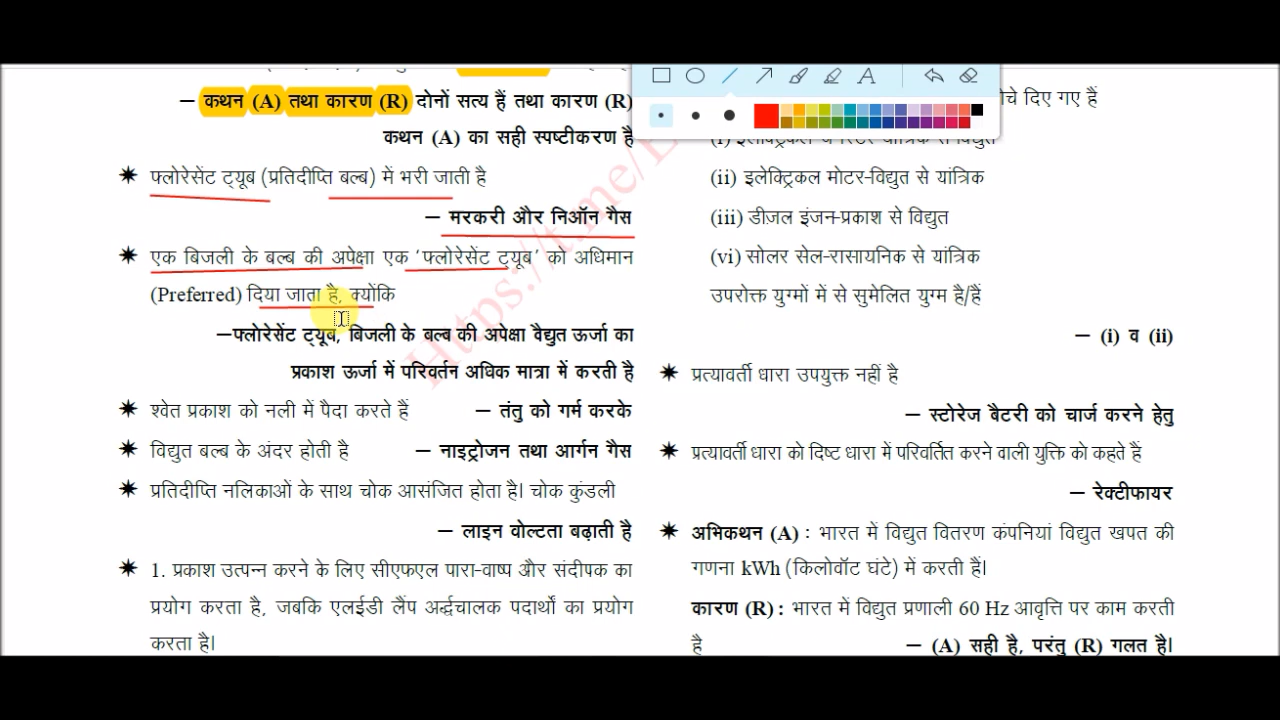 – कथन (A) तथा कारण (R) दोनों सत्य हैं तथा कारण (R)
कथन (A) का सही स्पष्टीकरण है
✷ फ्लोरेसेंट ट्यूब (प्रतिदीप्ति बल्ब) में भरी जाती है
– मरकरी और निऑन गैस
✷ एक बिजली के बल्ब की अपेक्षा एक ‘फ्लोरेसेंट ट्यूब’ को अधिमान
(Preferred) दिया जाता है, क्योंकि
–फ्लोरेसेंट ट्यूब, बिजली के बल्ब की अपेक्षा वैद्युत ऊर्जा का
प्रकाश ऊर्जा में परिवर्तन अधिक मात्रा में करती है
✷ श्वेत प्रकाश को नली में पैदा करते हैं – तंतु को गर्म करके
✷ विद्युत बल्ब के अंदर होती है – नाइट्रोजन तथा आर्गन गैस
✷ प्रतिदीप्ति नलिकाओं के साथ चोक आसंजित होता है। चोक कुंडली
– लाइन वोल्टता बढ़ाती है
✷ 1. प्रकाश उत्पन्न करने के लिए सीएफएल पारा-वाष्प और संदीपक का
प्रयोग करता है, जबकि एलईडी लैंप अर्द्धचालक पदार्थों का प्रयोग
करता है।
दिए गए हैं
(ii) इलेक्ट्रिकल मोटर-विद्युत से यांत्रिक
(iii) डीज़ल इंजन-प्रकाश से विद्युत
(vi) सोलर सेल-रासायनिक से यांत्रिक
उपरोक्त युग्मों में से सुमेलित युग्म है/हैं
– (i) व (ii)
✷ प्रत्यावर्ती धारा उपयुक्त नहीं है
– स्टोरेज बैटरी को चार्ज करने हेतु
✷ प्रत्यावर्ती धारा को दिष्ट धारा में परिवर्तित करने वाली युक्ति को कहते हैं
– रेक्टीफायर
✷ अभिकथन (A) : भारत में विद्युत वितरण कंपनियां विद्युत खपत की
गणना kWh (किलोवॉट घंटे) में करती हैं।
कारण (R) : भारत में विद्युत प्रणाली 60 Hz आवृत्ति पर काम करती
है – (A) सही है, परंतु (R) गलत है।
Https://t.me/E